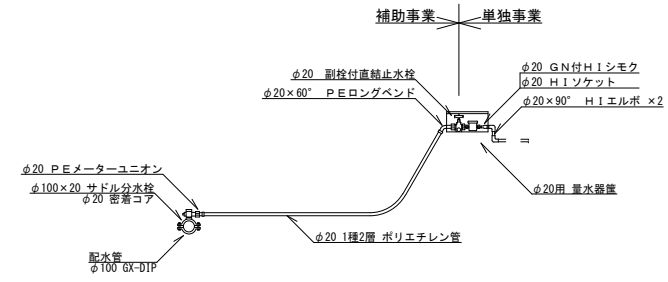 補助事業 単独事業
φ20 副栓付直結止水栓
φ20×60° PEロングベンド
φ20 GN付HIシモク
φ20 HIソケット
φ20×90° HIエルボ ×2
φ20用 量水器筐
φ20 PEメーターユニオン
φ100×20 サドル分水栓
φ20 密着コア
φ20 1種2層 ポリエチレン管
配水管
φ100 GX-DIP